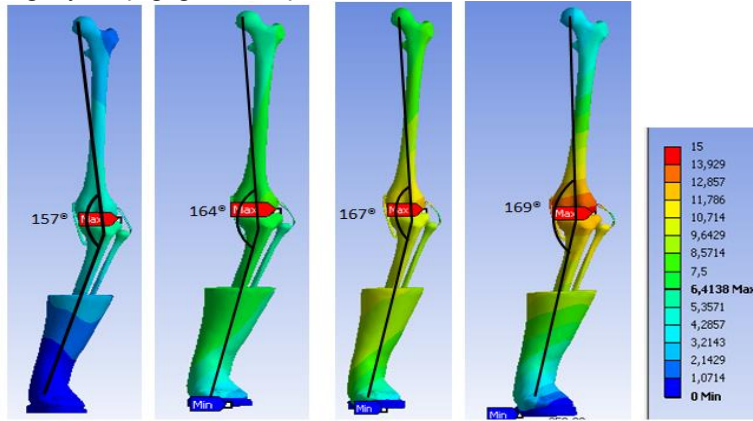 157°
Max
164°
Max
Min
167°
Max
Min
169°
Max
Min
15
13,929
12,857
11,786
10,714
9,6429
8,5714
7,5
6,4138 Max
5,3571
4,2857
3,2143
2,1429
1,0714
0 Min